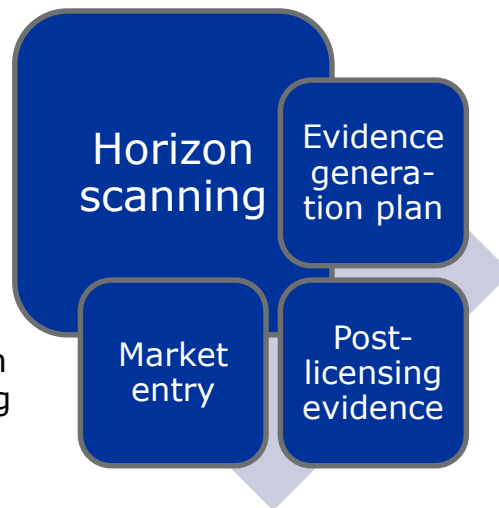 Horizon
scanning
Evidence
genera-
tion plan
Market
entry
Post-
licensing
evidence